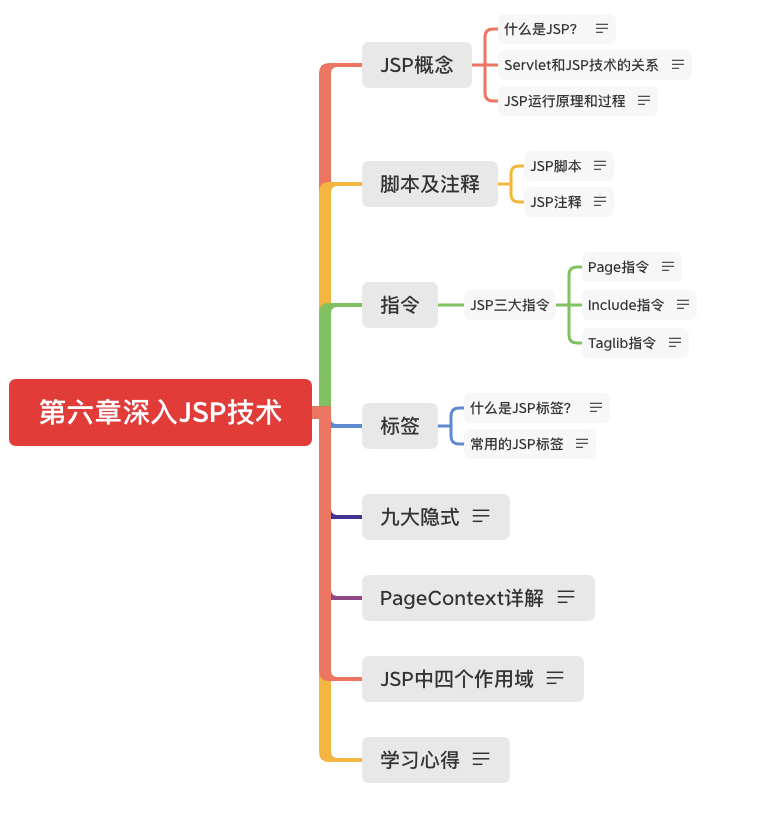 第六章深入JSP技术
JSP概念
什么是JSP?
Servlet和JSP技术的关系
JSP运行原理和过程
脚本及注释
JSP脚本
JSP注释
指令
JSP三大指令
Page指令
Include指令
Taglib指令
标签
什么是JSP标签?
常用的JSP标签
九大隐式
PageContext详解
JSP中四个作用域
学习心得